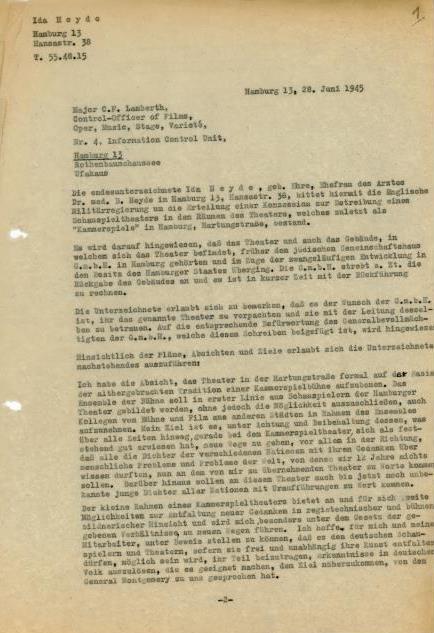 1
Ida Heyde
Hamburg 13
Hansastr. 38
T. 55.48.15
Hamburg 13, 28. Juni 1945
Major C.F. Lamberth,
Control-Officer of Films,
Oper, Music, Stage, Varieté,
Nr. 4. Information Control Unit,
Hamburg 13
Rothenbaumchaussee
Ufahaus
Die endesunterzeichnete Ida Heyde, geb. Ehre, Ehefrau des Arztes
Dr. med. B. Heyde in Hamburg 13, Hansastr. 38, bittet hiermit die Englische
Militärregierung um die Erteilung einer Konzession zur Betreibung eines
Schauspieltheaters in den Räumen des Theaters, welches zuletzt als
"Kammerspiele" in Hamburg, Hartungstraße, bestand.
Es wird darauf hingewiesen, daß das Theater und auch das Gebäude, in
welchem sich das Theater befindet, früher dem jüdischen Gemeinschaftshaus
G.m.b.H. in Hamburg gehörten und im Zuge der zwangsläufigen Entwicklung in
den Besitz des Hamburger Staates überging. Die G.m.b.H. strebt z. Zt. die
Rückgabe des Gebäudes an und es ist in kurzer Zeit mit der Rückführung
zu rechnen.
Die Unterzeichnete erlaubt sich zu bemerken, daß es der Wunsch der G.m.b.H.
ist, ihr das genannte Theater zu verpachten und sie mit der Leitung dessel-
ben zu betrauen. Auf die entsprechende Befürwortung des Generalbevollmäch-
tigten der G.m.b.H., welche diesem Schreiben beigefügt ist, wird hingewiesen
Hinsichtlich der Pläne, Absichten und Ziele erlaubt sich die Unterzeichnete
nachstehendes auszuführen:
Ich habe die Absicht, das Theater in der Hartungstraße formal auf der Basis
der althergebrachten Tradition einer Kammerspielbühne aufzubauen. Das
Ensemble der Bühne soll in erster Linie aus Schauspielern der Hamburger
Theater gebildet werden, ohne jedoch die Möglichkeit auszuschließen, auch
Kollegen von Bühne und Film aus anderen Städten im Rahmen des Ensembles
aufzunehmen. Mein Ziel ist es, unter Achtung und Beibehaltung dessen, was
über alle Zeiten hinweg, gerade bei dem Kammerspieltheater, sich als fest-
stehend gut erwiesen hat, neue Wege zu gehen, vor allem in der Richtung,
daß alle die Dichter der verschiedenen Nationen mit ihren Gedanken über
menschliche Probleme und Probleme der Welt, von denen wir 12 Jahre nichts
wissen durften, nun an dem von mir zu übernehmenden Theater zu Worte kommen
sollen. Darüber hinaus sollen an diesem Theater auch bis jetzt noch unbe-
kannte junge Dichter aller Nationen mit Uraufführungen zu Wort kommen.
Der kleine Rahmen eines Kammerspieltheaters bietet an und für sich
Möglichkeiten zur Entfaltung neuer Gedanken in regietechnischer und bühnen
bildnerischer Hinsicht und wird mich besonders unter dem Gesetz der ge-
gebenen Verhältnisse, zu neuen Wegen führen. Ich hoffe, für mich und meine
Mitarbeiter, unter Beweis stellen zu können, daß es den deutschen Schau-
spielern und Theatern, sofern sie frei und unabhängig ihre Kunst entfalten
dürfen, möglich sein wird, ihr Teil beizutragen, Erkenntnisse im deutschen
Volk auszulösen, die es geeignet machen, dem Ziel näherzukommen, von dem
General Montgomery zu uns gesprochen hat.
-2-